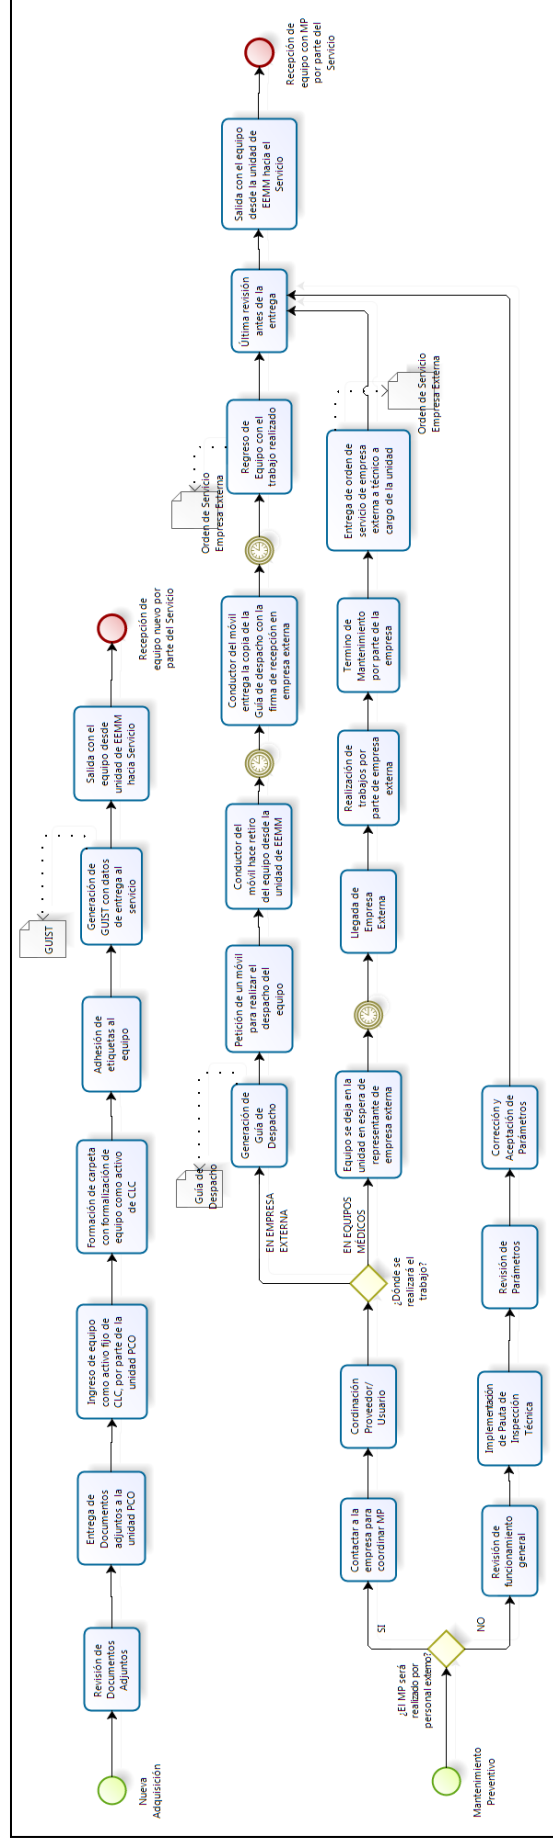 Nueva
Adquisición
Revisión de
Documentos
Adjuntos
Entrega de
Documentos
adjuntos a la
unidad PCO
Ingreso de equipo
como activo fijo de
CLC, por parte de la
unidad PCO
Formación de carpeta
con formalización de
equipo como activo
de CLC
Adhesión de
etiquetas al
equipo
Generación de
GUIST con datos
de entrega al
servicio
GUIST
Salida con el
equipo desde
unidad de EEMM
hacia Servicio
Recepción de
equipo nuevo por
parte del Servicio
Mantenimiento
Preventivo
¿El MP será
realizado por
personal externo?
SI
NO
Contactar a la
empresa para
coordinar MP
Cordinación
Proveedor/
Usuario
¿Dónde se
realizará el
trabajo?
EN EMPRESA
EXTERNA
EN EQUIPOS
MÉDICOS
Generación de
Guía de
Despacho
Guía de
Despacho
Petición de un móvil
para realizar el
despacho del
equipo
Conductor del
móvil hace retiro
del equipo desde la
unidad de EEMM
Conductor del móvil
entrega la copia de la
Guía de despacho con la
firma de recepción en
empresa externa
Regreso de
Equipo con el
trabajo realizado
Orden de Servicio
Empresa Externa
Última revisión
antes de la
entrega
Salida con el equipo
desde la unidad de
EEMM hacia el
Servicio
Recepción de
equipo con MP
por parte del
Servicio
Equipo se deja en la
unidad en espera de
representante de
empresa externa
Llegada de
Empresa
Externa
Realización de
trabajos por
parte de empresa
externa
Termino de
Mantenimiento
por parte de la
empresa
Entrega de orden de
servicio de empresa
externa a técnico a
cargo de la unidad
Orden de Servicio
Empresa Externa
Revisión de
funcionamiento
general
Implementación
de Pauta de
Inspección
Técnica
Revisión de
Parámetros
Corrección y
Aceptación de
Parámetros